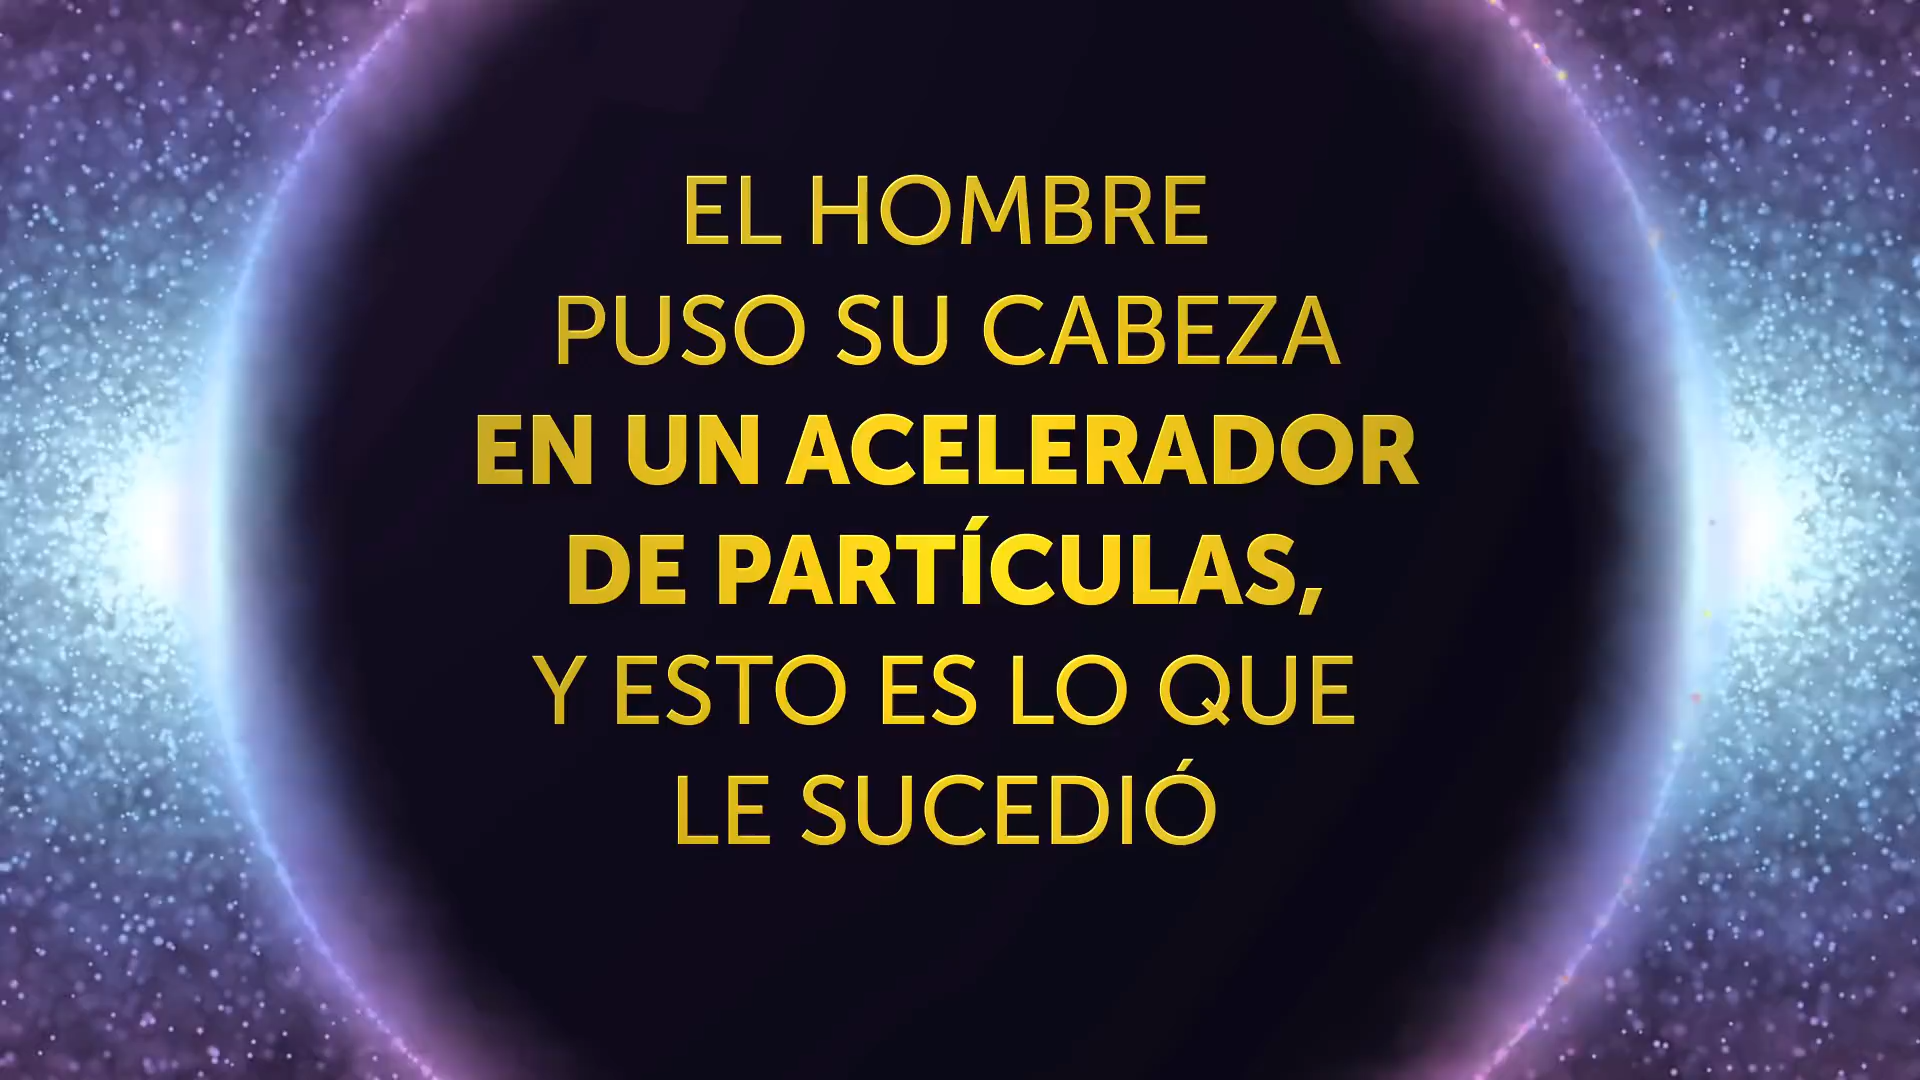 EL HOMBRE
PUSO SU CABEZA
EN UN ACELERADOR
DE PARTÍCULAS,
Y ESTO ES LO QUE
LE SUCEDIÓ